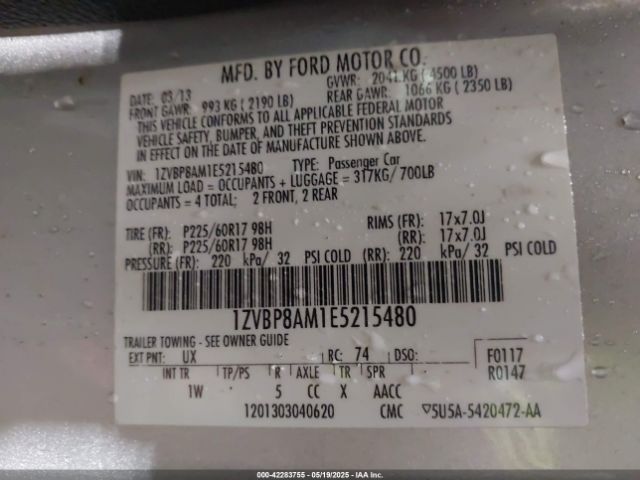 MFD. BY FORD MOTOR CO.
DATE: 03/13 GVWR: 2041 KG ( 4500 LB)
FRONT GAWR: 993 KG ( 2190 LB) REAR GAWR: 1066 KG ( 2350 LB)
THIS VEHICLE CONFORMS TO ALL APPLICABLE FEDERAL MOTOR
VEHICLE SAFETY, BUMPER, AND THEFT PREVENTION STANDARDS
IN EFFECT ON THE DATE OF MANUFACTURE SHOWN ABOVE.
VIN: 1ZVBP8AM1E5215480 TYPE: Passenger Car
MAXIMUM LOAD = OCCUPANTS + LUGGAGE = 317KG/ 700LB
OCCUPANTS = 4 TOTAL; 2 FRONT, 2 REAR
TIRE (FR): P225/60R17 98H RIMS (FR): 17x7.0J
(RR): P225/60R17 98H (RR): 17x7.0J
PRESSURE (FR): 220 kPa/ 32 PSI COLD (RR): 220 kPa/ 32 PSI COLD
1ZVBP8AM1E5215480
TRAILER TOWING - SEE OWNER GUIDE
EXT PNT: UX RC: 74 DSO: F0117
INT TR TP/PS R AXLE TR SPR R0147
1W 5 CC X AACC
1201303040620 CMC ▽5U5A-5420472-AA
000-42283755 - 05/19/2025 - IAA Inc.